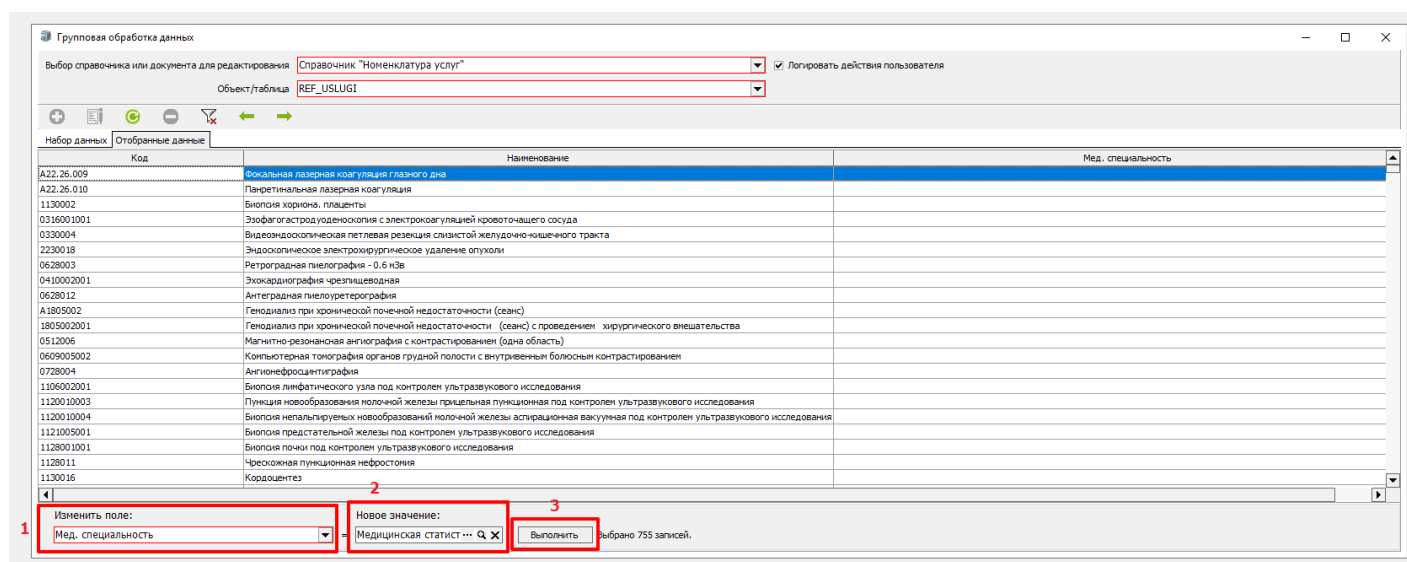 Групповая обработка данных
Выбор справочника или документа для редактирования Справочник "Номенклатура услуг" Логировать действия пользователя
Объект/таблица REF_USLUGI
Набор данных Отобранные данные
Код Наименование Мед. специальность
A22.26.009 Фокальная лазерная коагуляция глазного дна
A22.26.010 Панретинальная лазерная коагуляция
1130002 Биопсия хориона. плаценты
0316001001 Эзофагогастродуоденоскопия с электрокоагуляцией кровоточащего сосуда
0330004 Видеоэндоскопическая петлевая резекция слизистой желудочно-кишечного тракта
2230018 Эндоскопическое электрохирургическое удаление опухоли
0628003 Ретроградная пиелография - 0.6 мЗв
0410002001 Эхокардиография чрезпищеводная
0628012 Антеградная пиелоуретерография
A1805002 Гемодиализ при хронической почечной недостаточности (сеанс)
1805002001 Гемодиализ при хронической почечной недостаточности (сеанс) с проведением хирургического вмешательства
0512006 Магнитно-резонансная ангиография с контрастированием (одна область)
0609005002 Компьютерная томография органов грудной полости с внутривенным болюсным контрастированием
0728004 Ангионефросцинтиграфия
1106002001 Биопсия лимфатического узла под контролем ультразвукового исследования
1120010003 Пункция новообразования молочной железы прицельная пункционная под контролем ультразвукового исследования
1120010004 Биопсия непальпируемых новообразований молочной железы аспирационная вакуумная под контролем ультразвукового исследования
1121005001 Биопсия предстательной железы под контролем ультразвукового исследования
1128001001 Биопсия почки под контролем ультразвукового исследования
1128011 Чрескожная пункционная нефростомия
1130016 Кордоцентез
2
Изменить поле: Новое значение: 3
1 Мед. специальность = Медицинская статист ... Выполнить Выбрано 755 записей.